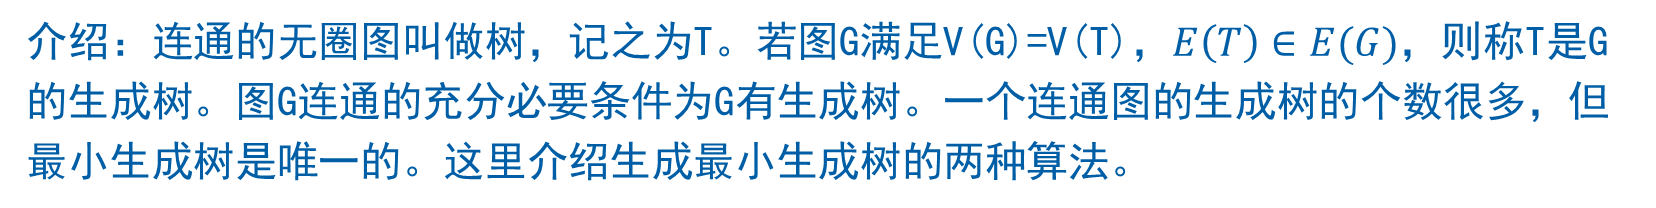 介绍：连通的无圈图叫做树，记之为T。若图G满足V(G)=V(T)，E(T)∈E(G)，则称T是G
的生成树。图G连通的充分必要条件为G有生成树。一个连通图的生成树的个数很多，但
最小生成树是唯一的。这里介绍生成最小生成树的两种算法。